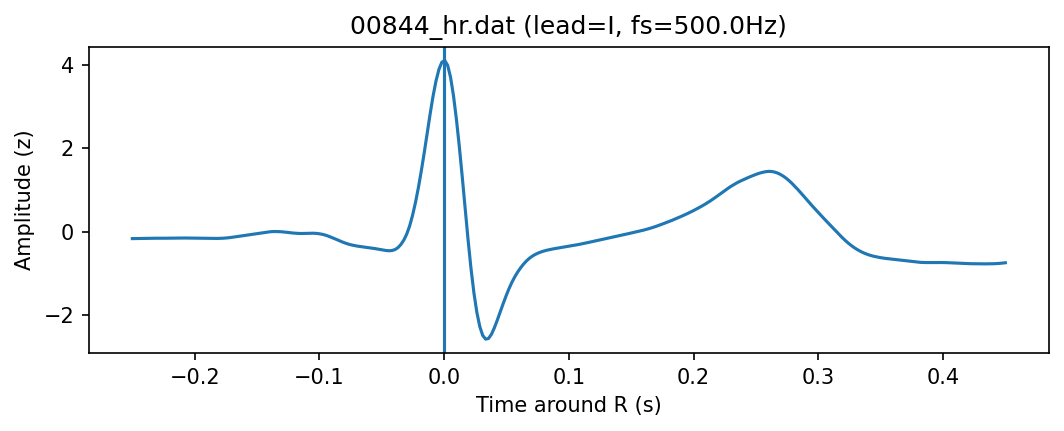 00844_hr.dat (lead=I, fs=500.0Hz)
Amplitude (z)
4
2
0
−2
−0.2 −0.1 0.0 0.1 0.2 0.3 0.4
Time around R (s)